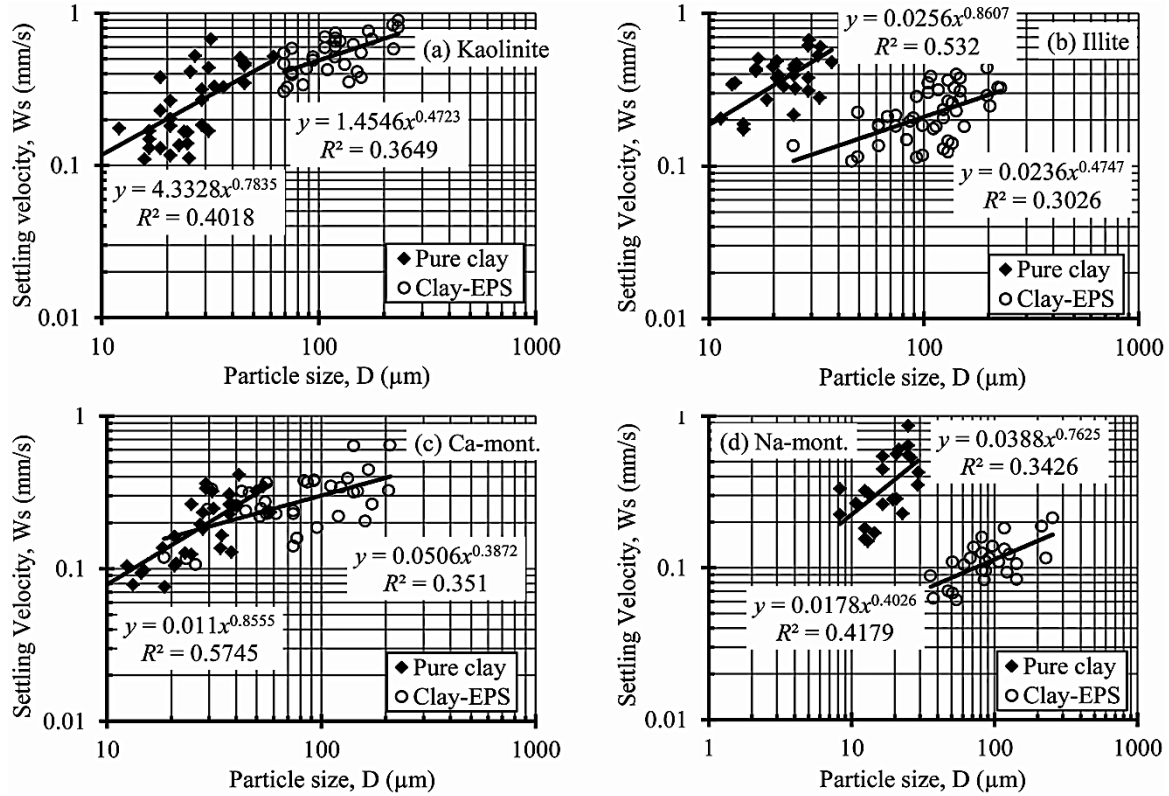 1
0.1
0.01
Settling velocity, Ws (mm/s)
(a) Kaolinite
y = 1.4546x^0.4723
R² = 0.3649
y = 4.3328x^0.7835
R² = 0.4018
Pure clay
Clay-EPS
10
100
1000
Particle size, D (µm)
1
0.1
0.01
Settling Velocity, Ws (mm/s)
y = 0.0256x^0.8607
R² = 0.532
(b) Illite
y = 0.0236x^0.4747
R² = 0.3026
Pure clay
Clay-EPS
10
100
1000
Particle size, D (µm)
1
0.1
0.01
Settling Velocity, Ws (mm/s)
(c) Ca-mont.
y = 0.0506x^0.3872
R² = 0.351
y = 0.011x^0.8555
R² = 0.5745
Pure clay
Clay-EPS
10
100
1000
Particle size, D (µm)
1
0.1
0.01
Settling Velocity, Ws (mm/s)
(d) Na-mont.
y = 0.0388x^0.7625
R² = 0.3426
y = 0.0178x^0.4026
R² = 0.4179
Pure clay
Clay-EPS
1
10
100
1000
Particle size, D (µm)